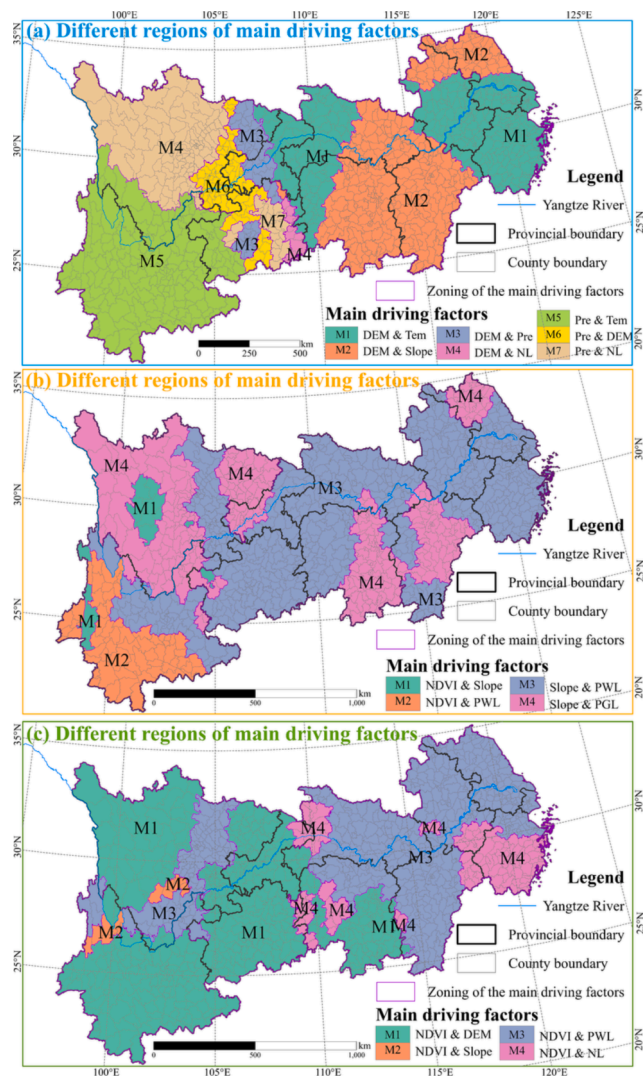 100°E 105°E 110°E 115°E 120°E 125°E
35°N
(a) Different regions of main driving factors
M2
M3
M4
M1
M1
30°N
30°N
M6
Legend
M2
M7
Yangtze River
M3
M4
Provincial boundary
25°N
M5
25°N
County boundary
Zoning of the main driving factors
Main driving factors
M5 Pre & Tem
M1 DEM & Tem M3 DEM & Pre M6 Pre & DEM
M2 DEM & Slope M4 DEM & NL M7 Pre & NL
0 250 500 km
20°N
35°N
(b) Different regions of main driving factors
M4
M4
M4
M3
30°N
30°N
M1
Legend
Yangtze River
M4
Provincial boundary
25°N
M1
M3
25°N
County boundary
M2
Zoning of the main driving factors
Main driving factors
M1 NDVI & Slope M3 Slope & PWL
M2 NDVI & PWL M4 Slope & PGL
0 500 1,000 km
20°N
35°N
(c) Different regions of main driving factors
M1
M4
M4
M3
M4
30°N
30°N
M2
Legend
M3
M4
M4
Yangtze River
M2
M1
M1
M4
Provincial boundary
25°N
25°N
County boundary
Zoning of the main driving factors
Main driving factors
M1 NDVI & DEM M3 NDVI & PWL
M2 NDVI & Slope M4 NDVI & NL
0 500 1,000 km
20°N
100°E 105°E 110°E 115°E 120°E